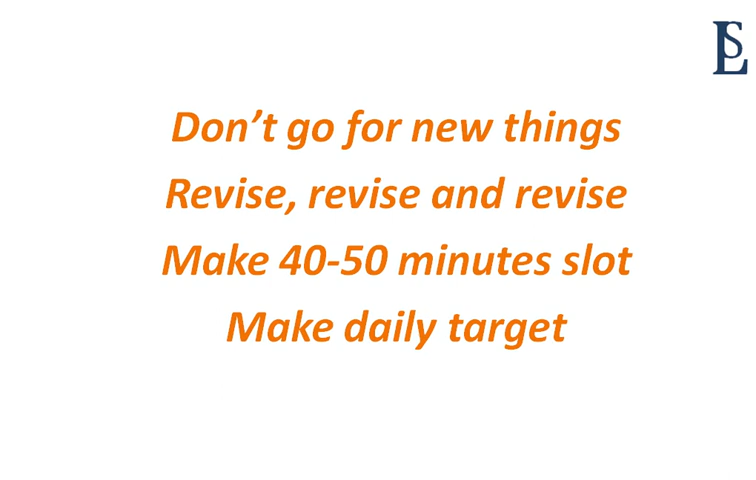 Don’t go for new things
Revise, revise and revise
Make 40-50 minutes slot
Make daily target